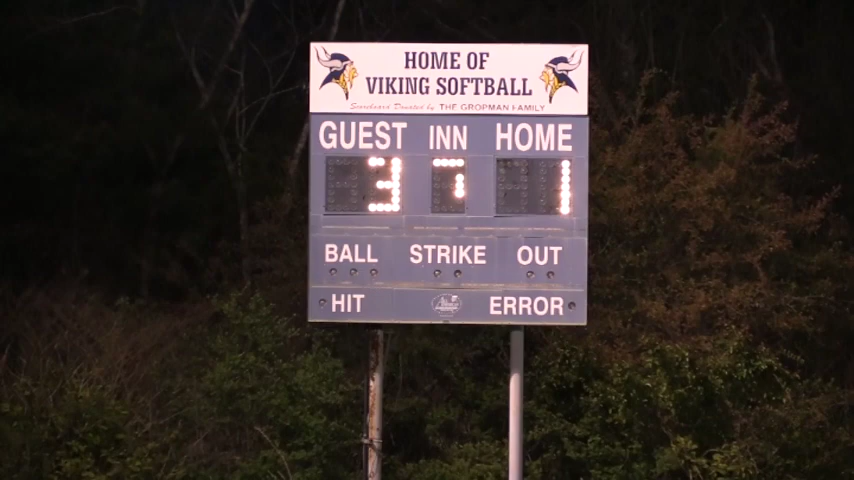 HOME OF
VIKING SOFTBALL
Scoreboard Donated by THE GROPMAN FAMILY
GUEST INN HOME
3 7 1
BALL STRIKE OUT
HIT ERROR